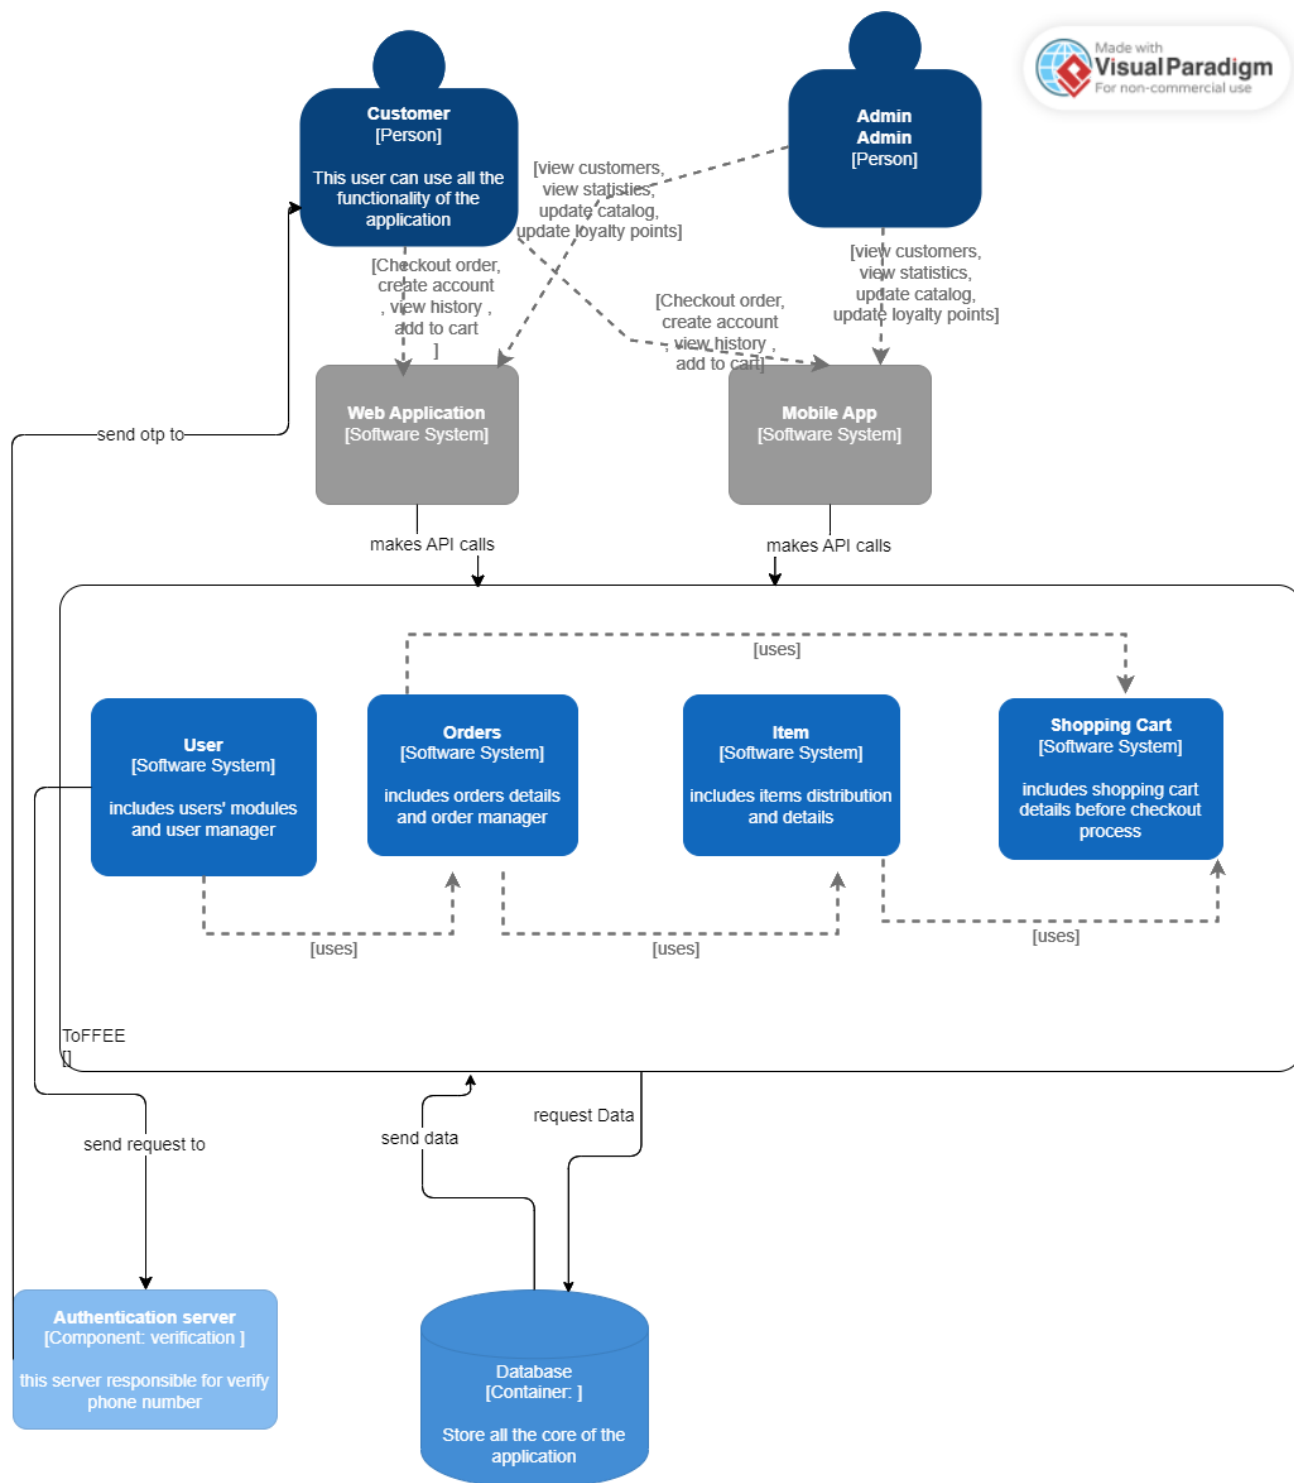 Made with
Visual Paradigm
For non-commercial use
Customer
[Person]
This user can use all the
functionality of the
application
Admin
Admin
[Person]
[view customers,
view statistics,
update catalog,
update loyalty points]
[Checkout order,
create account
, view history ,
add to cart
]
[Checkout order,
create account
, view history ,
add to cart]
[view customers,
view statistics,
update catalog,
update loyalty points]
Web Application
[Software System]
Mobile App
[Software System]
send otp to
makes API calls
makes API calls
[uses]
User
[Software System]
includes users' modules
and user manager
Orders
[Software System]
includes orders details
and order manager
Item
[Software System]
includes items distribution
and details
Shopping Cart
[Software System]
includes shopping cart
details before checkout
process
[uses]
[uses]
[uses]
ToFFEE
[]
send request to
send data
request Data
Authentication server
[Component: verification ]
this server responsible for verify
phone number
Database
[Container: ]
Store all the core of the
application